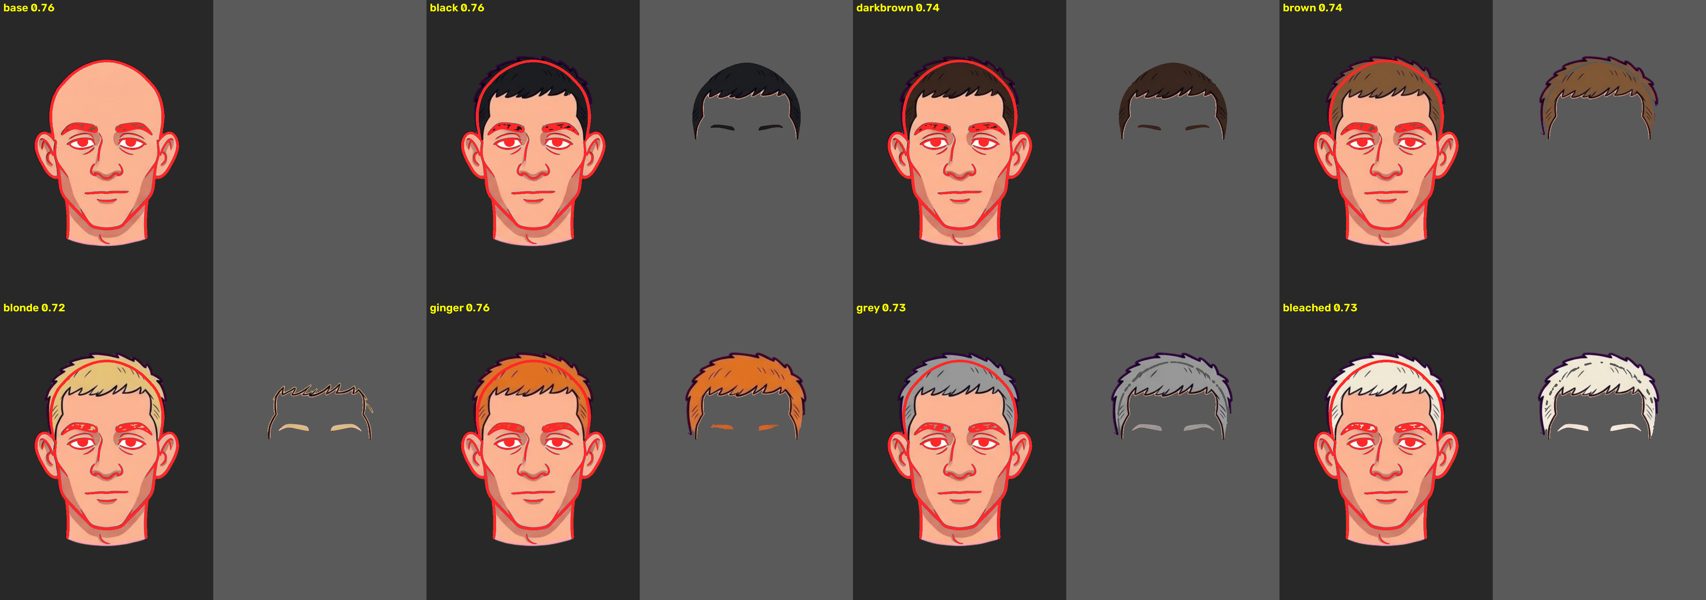 base 0.76
black 0.76
darkbrown 0.74
brown 0.74
blonde 0.72
ginger 0.76
grey 0.73
bleached 0.73